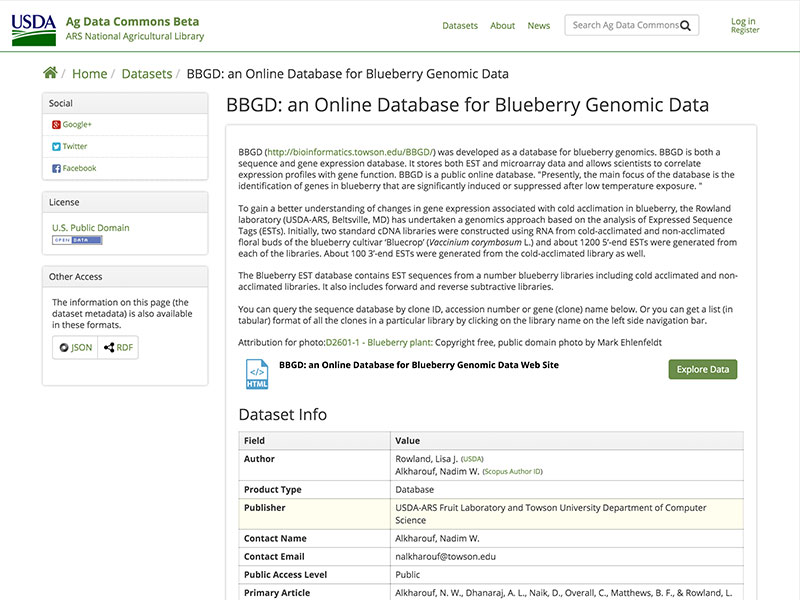 USDA
Ag Data Commons Beta
ARS National Agricultural Library
Datasets About News
Search Ag Data Commons
Log in
Register
/ Home / Datasets / BBGD: an Online Database for Blueberry Genomic Data
Social
Google+
Twitter
Facebook
License
U.S. Public Domain
OPEN DATA
Other Access
The information on this page (the
dataset metadata) is also available
in these formats.
JSON RDF
BBGD: an Online Database for Blueberry Genomic Data
BBGD (http://bioinformatics.towson.edu/BBGD/) was developed as a database for blueberry genomics. BBGD is both a
sequence and gene expression database. It stores both EST and microarray data and allows scientists to correlate
expression profiles with gene function. BBGD is a public online database. "Presently, the main focus of the database is the
identification of genes in blueberry that are significantly induced or suppressed after low temperature exposure. "
To gain a better understanding of changes in gene expression associated with cold acclimation in blueberry, the Rowland
laboratory (USDA-ARS, Beltsville, MD) has undertaken a genomics approach based on the analysis of Expressed Sequence
Tags (ESTs). Initially, two standard cDNA libraries were constructed using RNA from cold-acclimated and non-acclimated
floral buds of the blueberry cultivar 'Bluecrop' (Vaccinium corymbosum L.) and about 1200 5'-end ESTs were generated from
each of the libraries. About 100 3'-end ESTs were generated from the cold-acclimated library as well.
The Blueberry EST database contains EST sequences from a number blueberry libraries including cold acclimated and non-
acclimated libraries. It also includes forward and reverse subtractive libraries.
You can query the sequence database by clone ID, accession number or gene (clone) name below. Or you can get a list (in
tabular) format of all the clones in a particular library by clicking on the library name on the left side navigation bar.
Attribution for photo:D2601-1 - Blueberry plant: Copyright free, public domain photo by Mark Ehlenfeldt
</> HTML
BBGD: an Online Database for Blueberry Genomic Data Web Site
Explore Data
Dataset Info
Field Value
Author Rowland, Lisa J. (USDA)
Alkharouf, Nadim W. (Scopus Author ID)
Product Type Database
Publisher USDA-ARS Fruit Laboratory and Towson University Department of Computer
Science
Contact Name Alkharouf, Nadim W.
Contact Email nalkharouf@towson.edu
Public Access Level Public
Primary Article Alkharouf, N. W., Dhanaraj, A. L., Naik, D., Overall, C., Matthews, B. F., & Rowland, L.